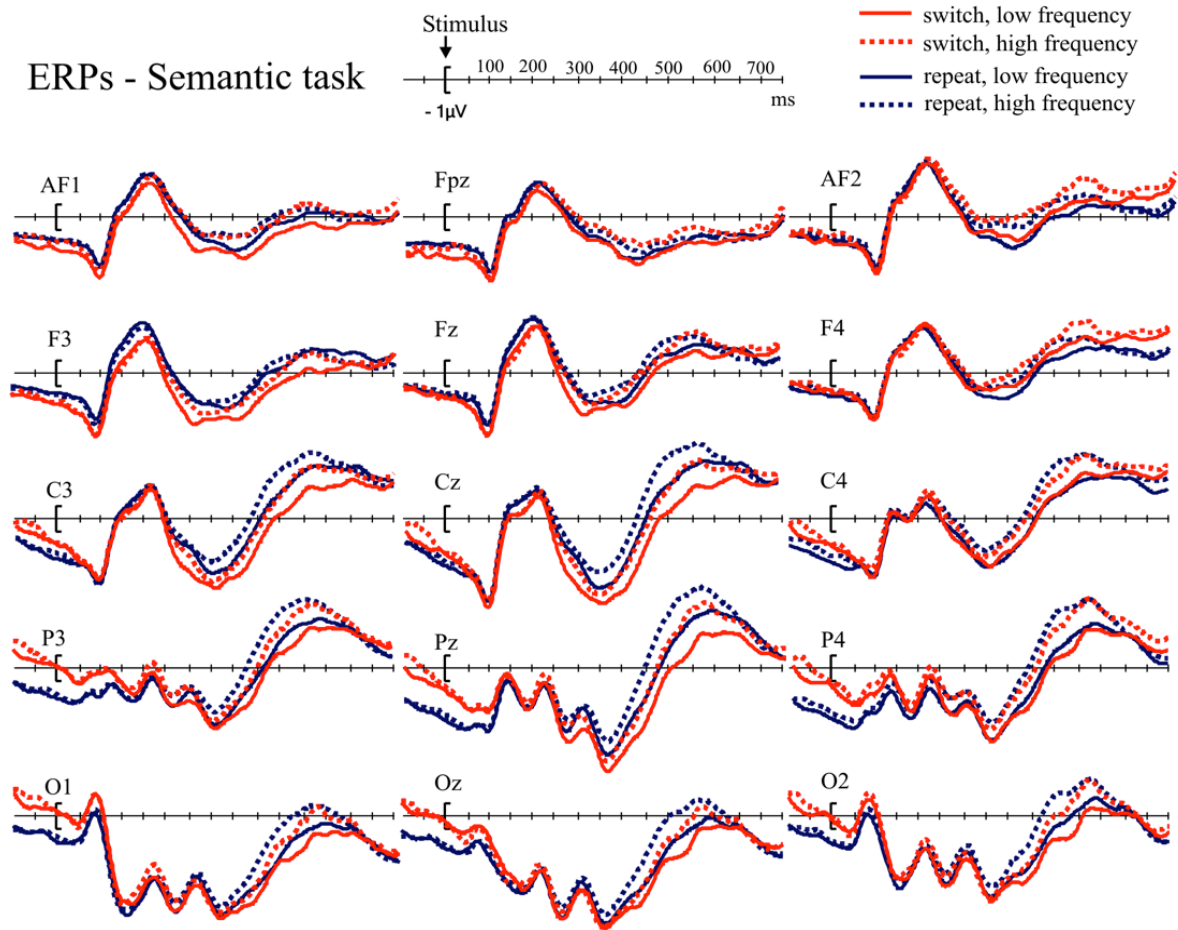 ERPs - Semantic task
Stimulus
100 200 300 400 500 600 700
ms
- 1µV
switch, low frequency
switch, high frequency
repeat, low frequency
repeat, high frequency
AF1 Fpz AF2
F3 Fz F4
C3 Cz C4
P3 Pz P4
O1 Oz O2